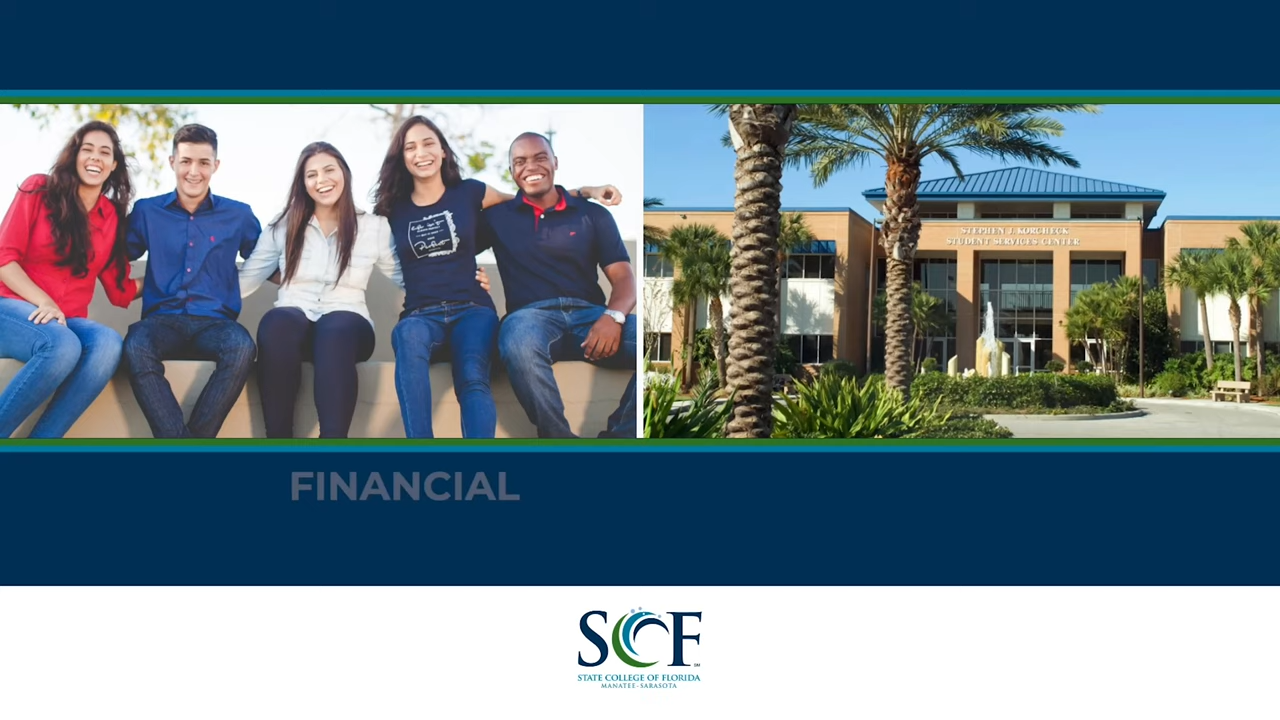 STEPHEN J. KORCHECK
STUDENT SERVICES CENTER
FINANCIAL
SCF
STATE COLLEGE OF FLORIDA
MANATEE-SARASOTA